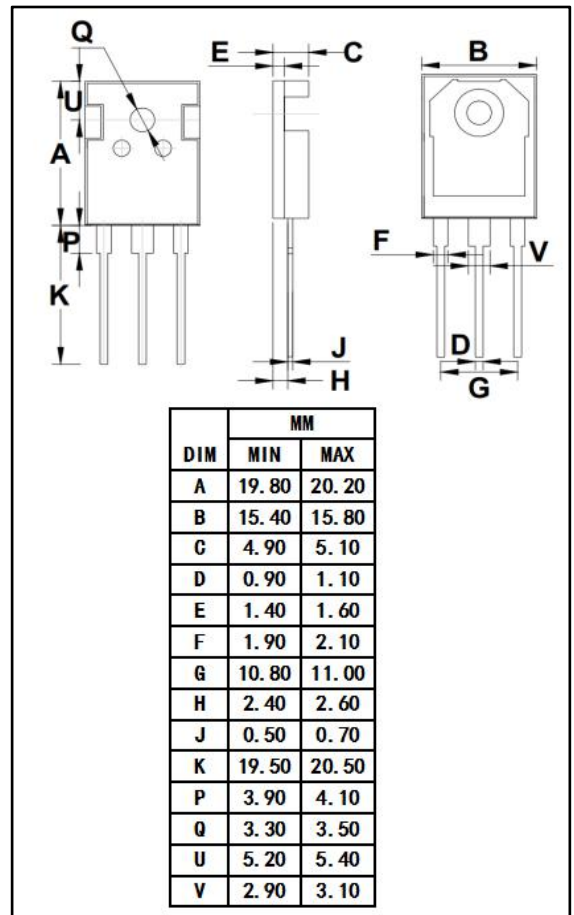 Q
E
C
B
U
A
P
K
F
V
J
H
D
G
MM
DIM MIN MAX
A 19.80 20.20
B 15.40 15.80
C 4.90 5.10
D 0.90 1.10
E 1.40 1.60
F 1.90 2.10
G 10.80 11.00
H 2.40 2.60
J 0.50 0.70
K 19.50 20.50
P 3.90 4.10
Q 3.30 3.50
U 5.20 5.40
V 2.90 3.10